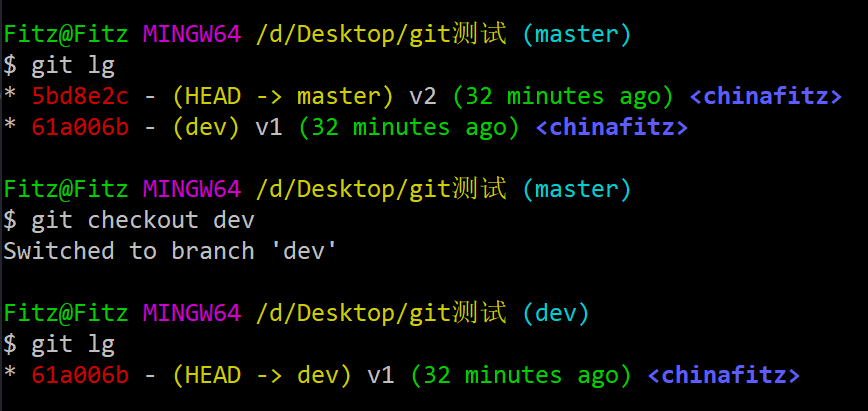 Fitz@Fitz MINGW64 /d/Desktop/git测试 (master)
$ git lg
* 5bd8e2c - (HEAD -> master) v2 (32 minutes ago) <chinafitz>
* 61a006b - (dev) v1 (32 minutes ago) <chinafitz>
Fitz@Fitz MINGW64 /d/Desktop/git测试 (master)
$ git checkout dev
Switched to branch 'dev'
Fitz@Fitz MINGW64 /d/Desktop/git测试 (dev)
$ git lg
* 61a006b - (HEAD -> dev) v1 (32 minutes ago) <chinafitz>